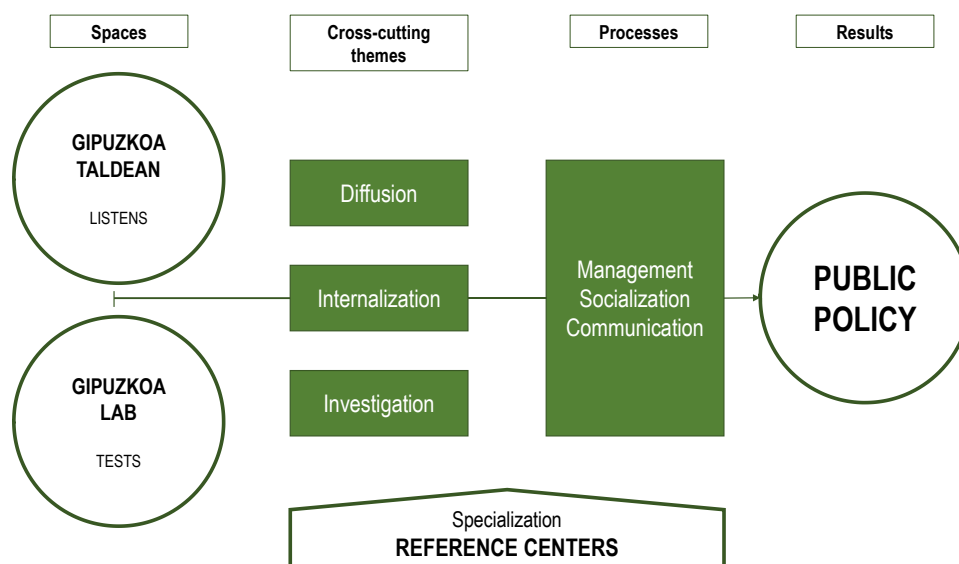 Spaces
Cross-cutting
themes
Processes
Results
GIPUZKOA
TALDEAN
LISTENS
GIPUZKOA
LAB
TESTS
Diffusion
Internalization
Investigation
Management
Socialization
Communication
PUBLIC
POLICY
Specialization
REFERENCE CENTERS